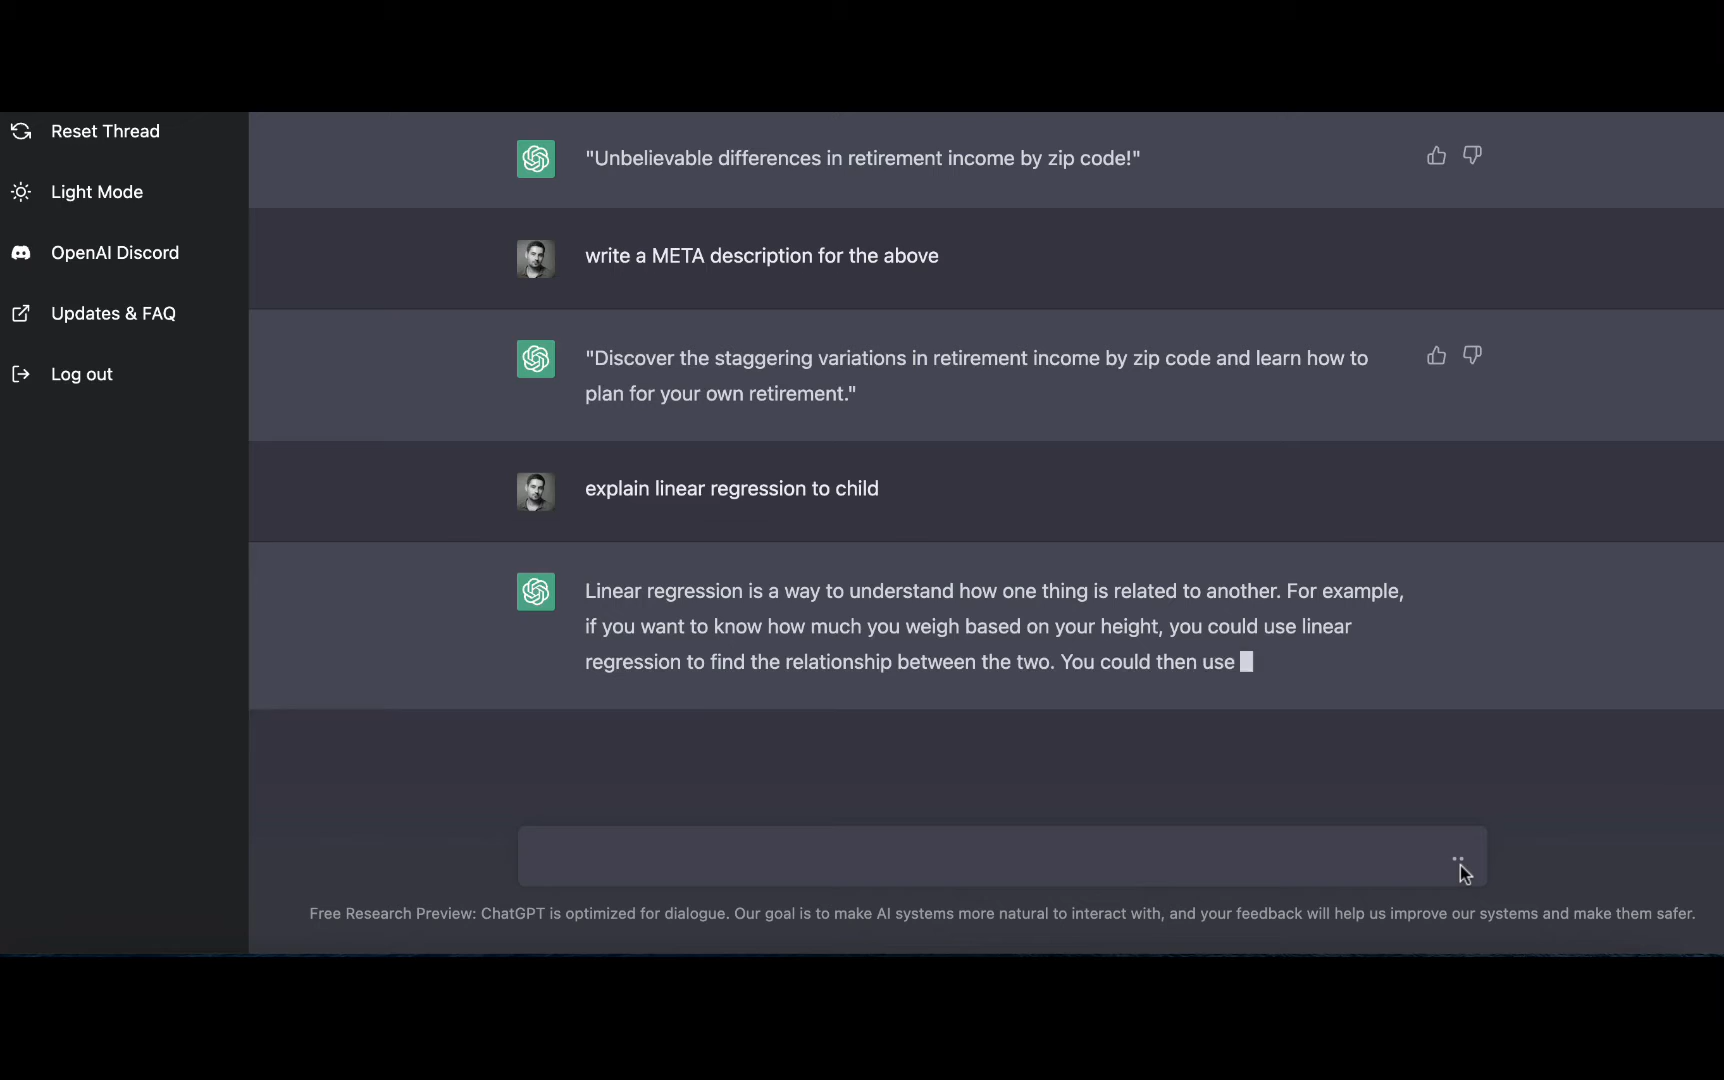 Reset Thread
Light Mode
OpenAI Discord
Updates & FAQ
Log out
"Unbelievable differences in retirement income by zip code!"
write a META description for the above
"Discover the staggering variations in retirement income by zip code and learn how to
plan for your own retirement."
explain linear regression to child
Linear regression is a way to understand how one thing is related to another. For example,
if you want to know how much you weigh based on your height, you could use linear
regression to find the relationship between the two. You could then use
Free Research Preview: ChatGPT is optimized for dialogue. Our goal is to make AI systems more natural to interact with, and your feedback will help us improve our systems and make them safer.